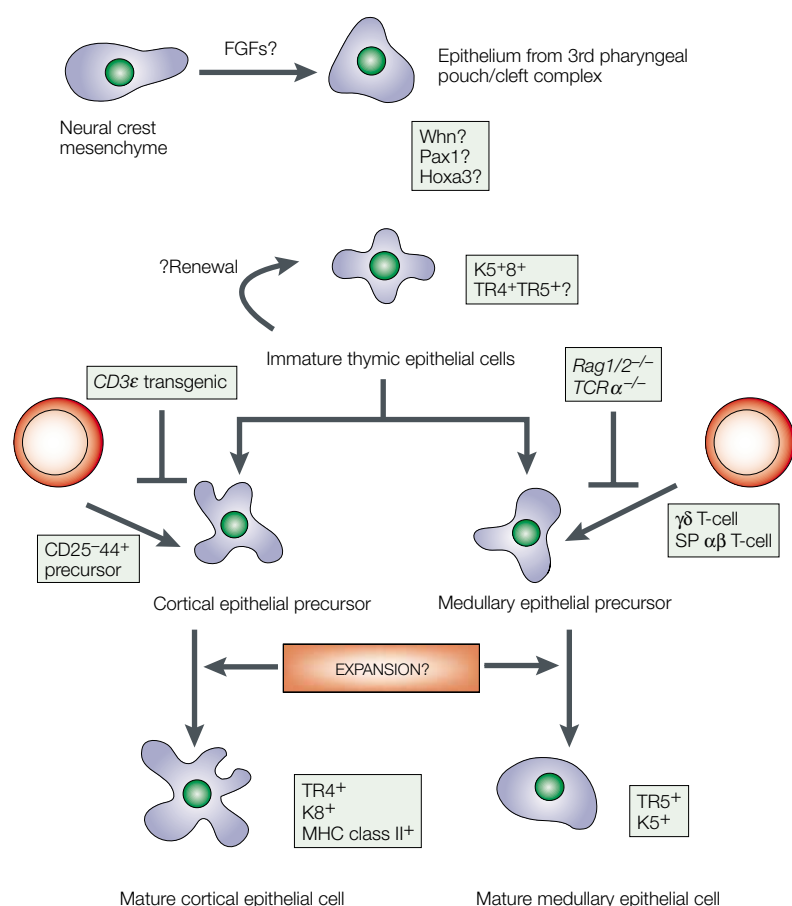 FGFs?
Epithelium from 3rd pharyngeal
pouch/cleft complex
Neural crest
mesenchyme
Whn?
Pax1?
Hoxa3?
?Renewal
K5⁺8⁺
TR4⁺TR5⁺?
Immature thymic epithelial cells
CD3ε transgenic
Rag1/2⁻/⁻
TCRα⁻/⁻
CD25⁻44⁺
precursor
γδ T-cell
SP αβ T-cell
Cortical epithelial precursor
Medullary epithelial precursor
EXPANSION?
TR4⁺
K8⁺
MHC class II⁺
TR5⁺
K5⁺
Mature cortical epithelial cell
Mature medullary epithelial cell